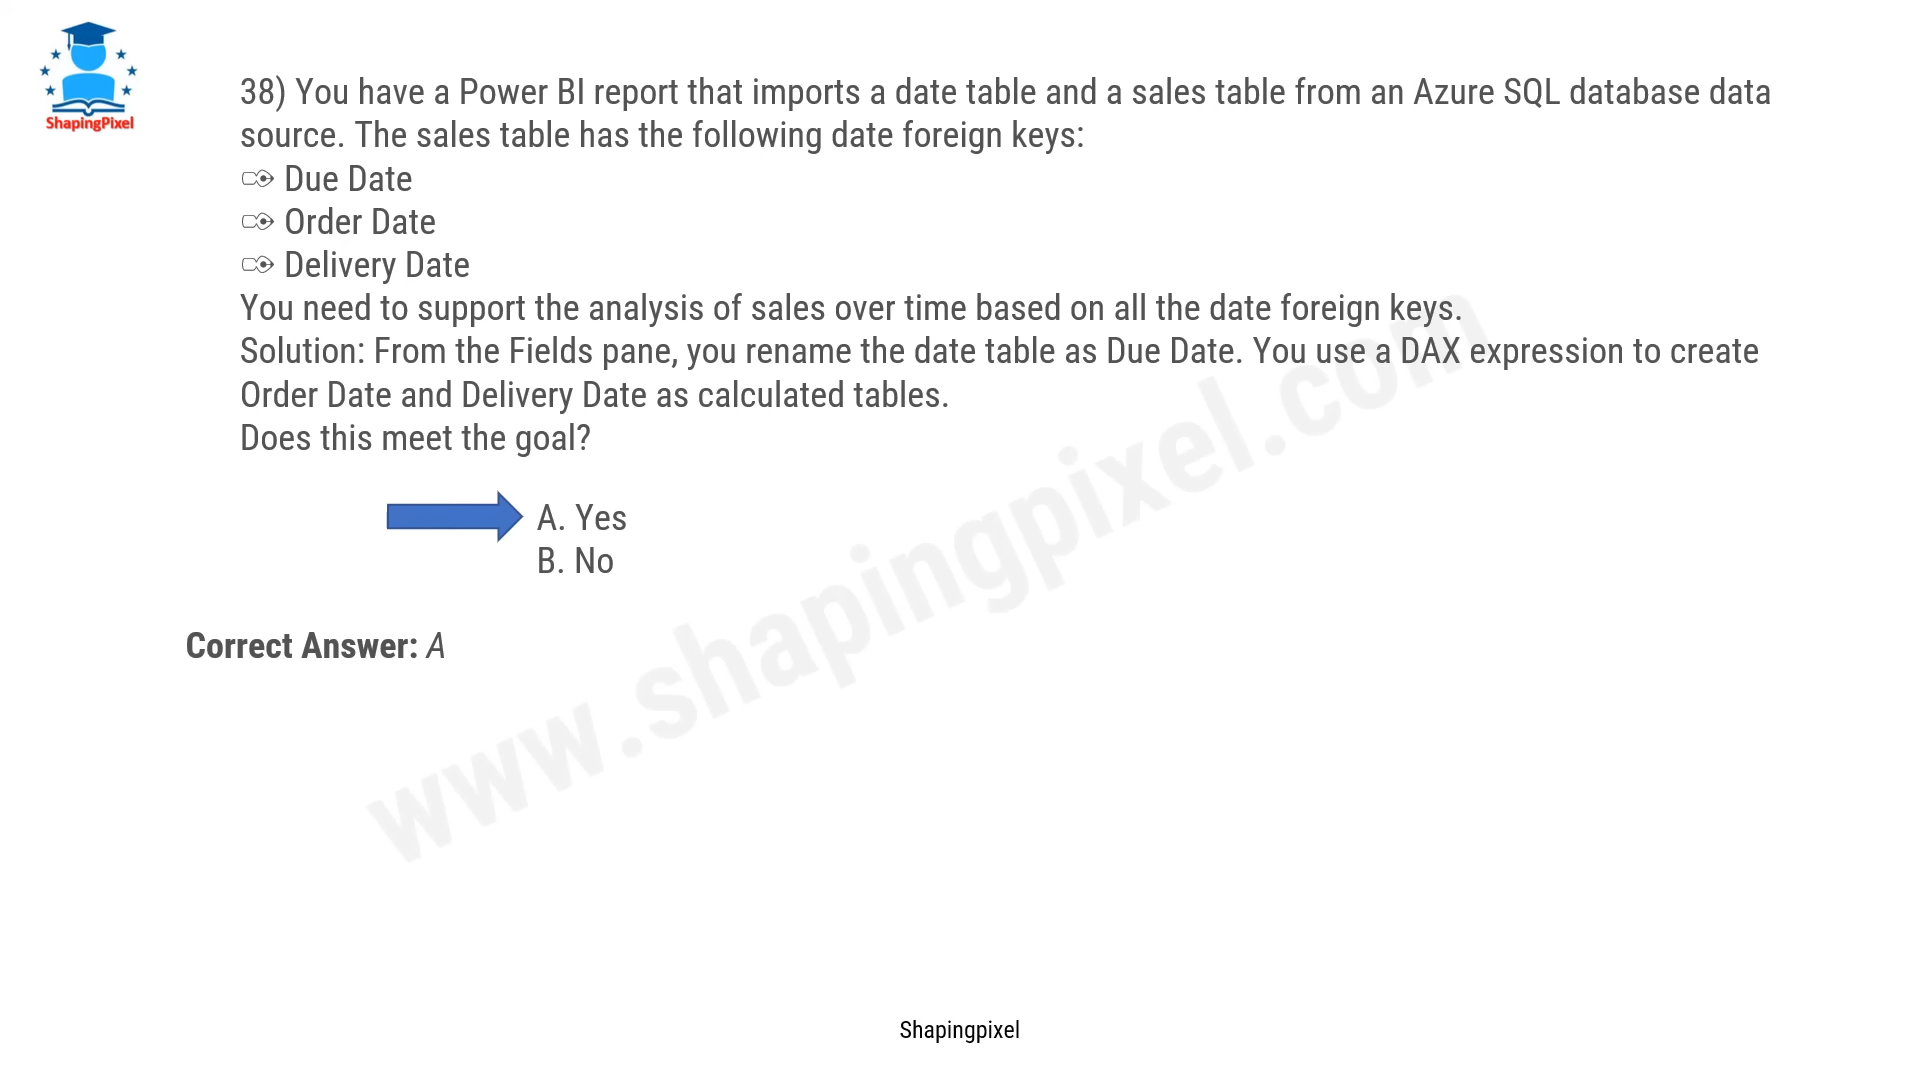 ShapingPixel
38) You have a Power BI report that imports a date table and a sales table from an Azure SQL database data
source. The sales table has the following date foreign keys:
Due Date
Order Date
Delivery Date
You need to support the analysis of sales over time based on all the date foreign keys.
Solution: From the Fields pane, you rename the date table as Due Date. You use a DAX expression to create
Order Date and Delivery Date as calculated tables.
Does this meet the goal?
A. Yes
B. No
Correct Answer: A
www.shapingpixel.com
Shapingpixel